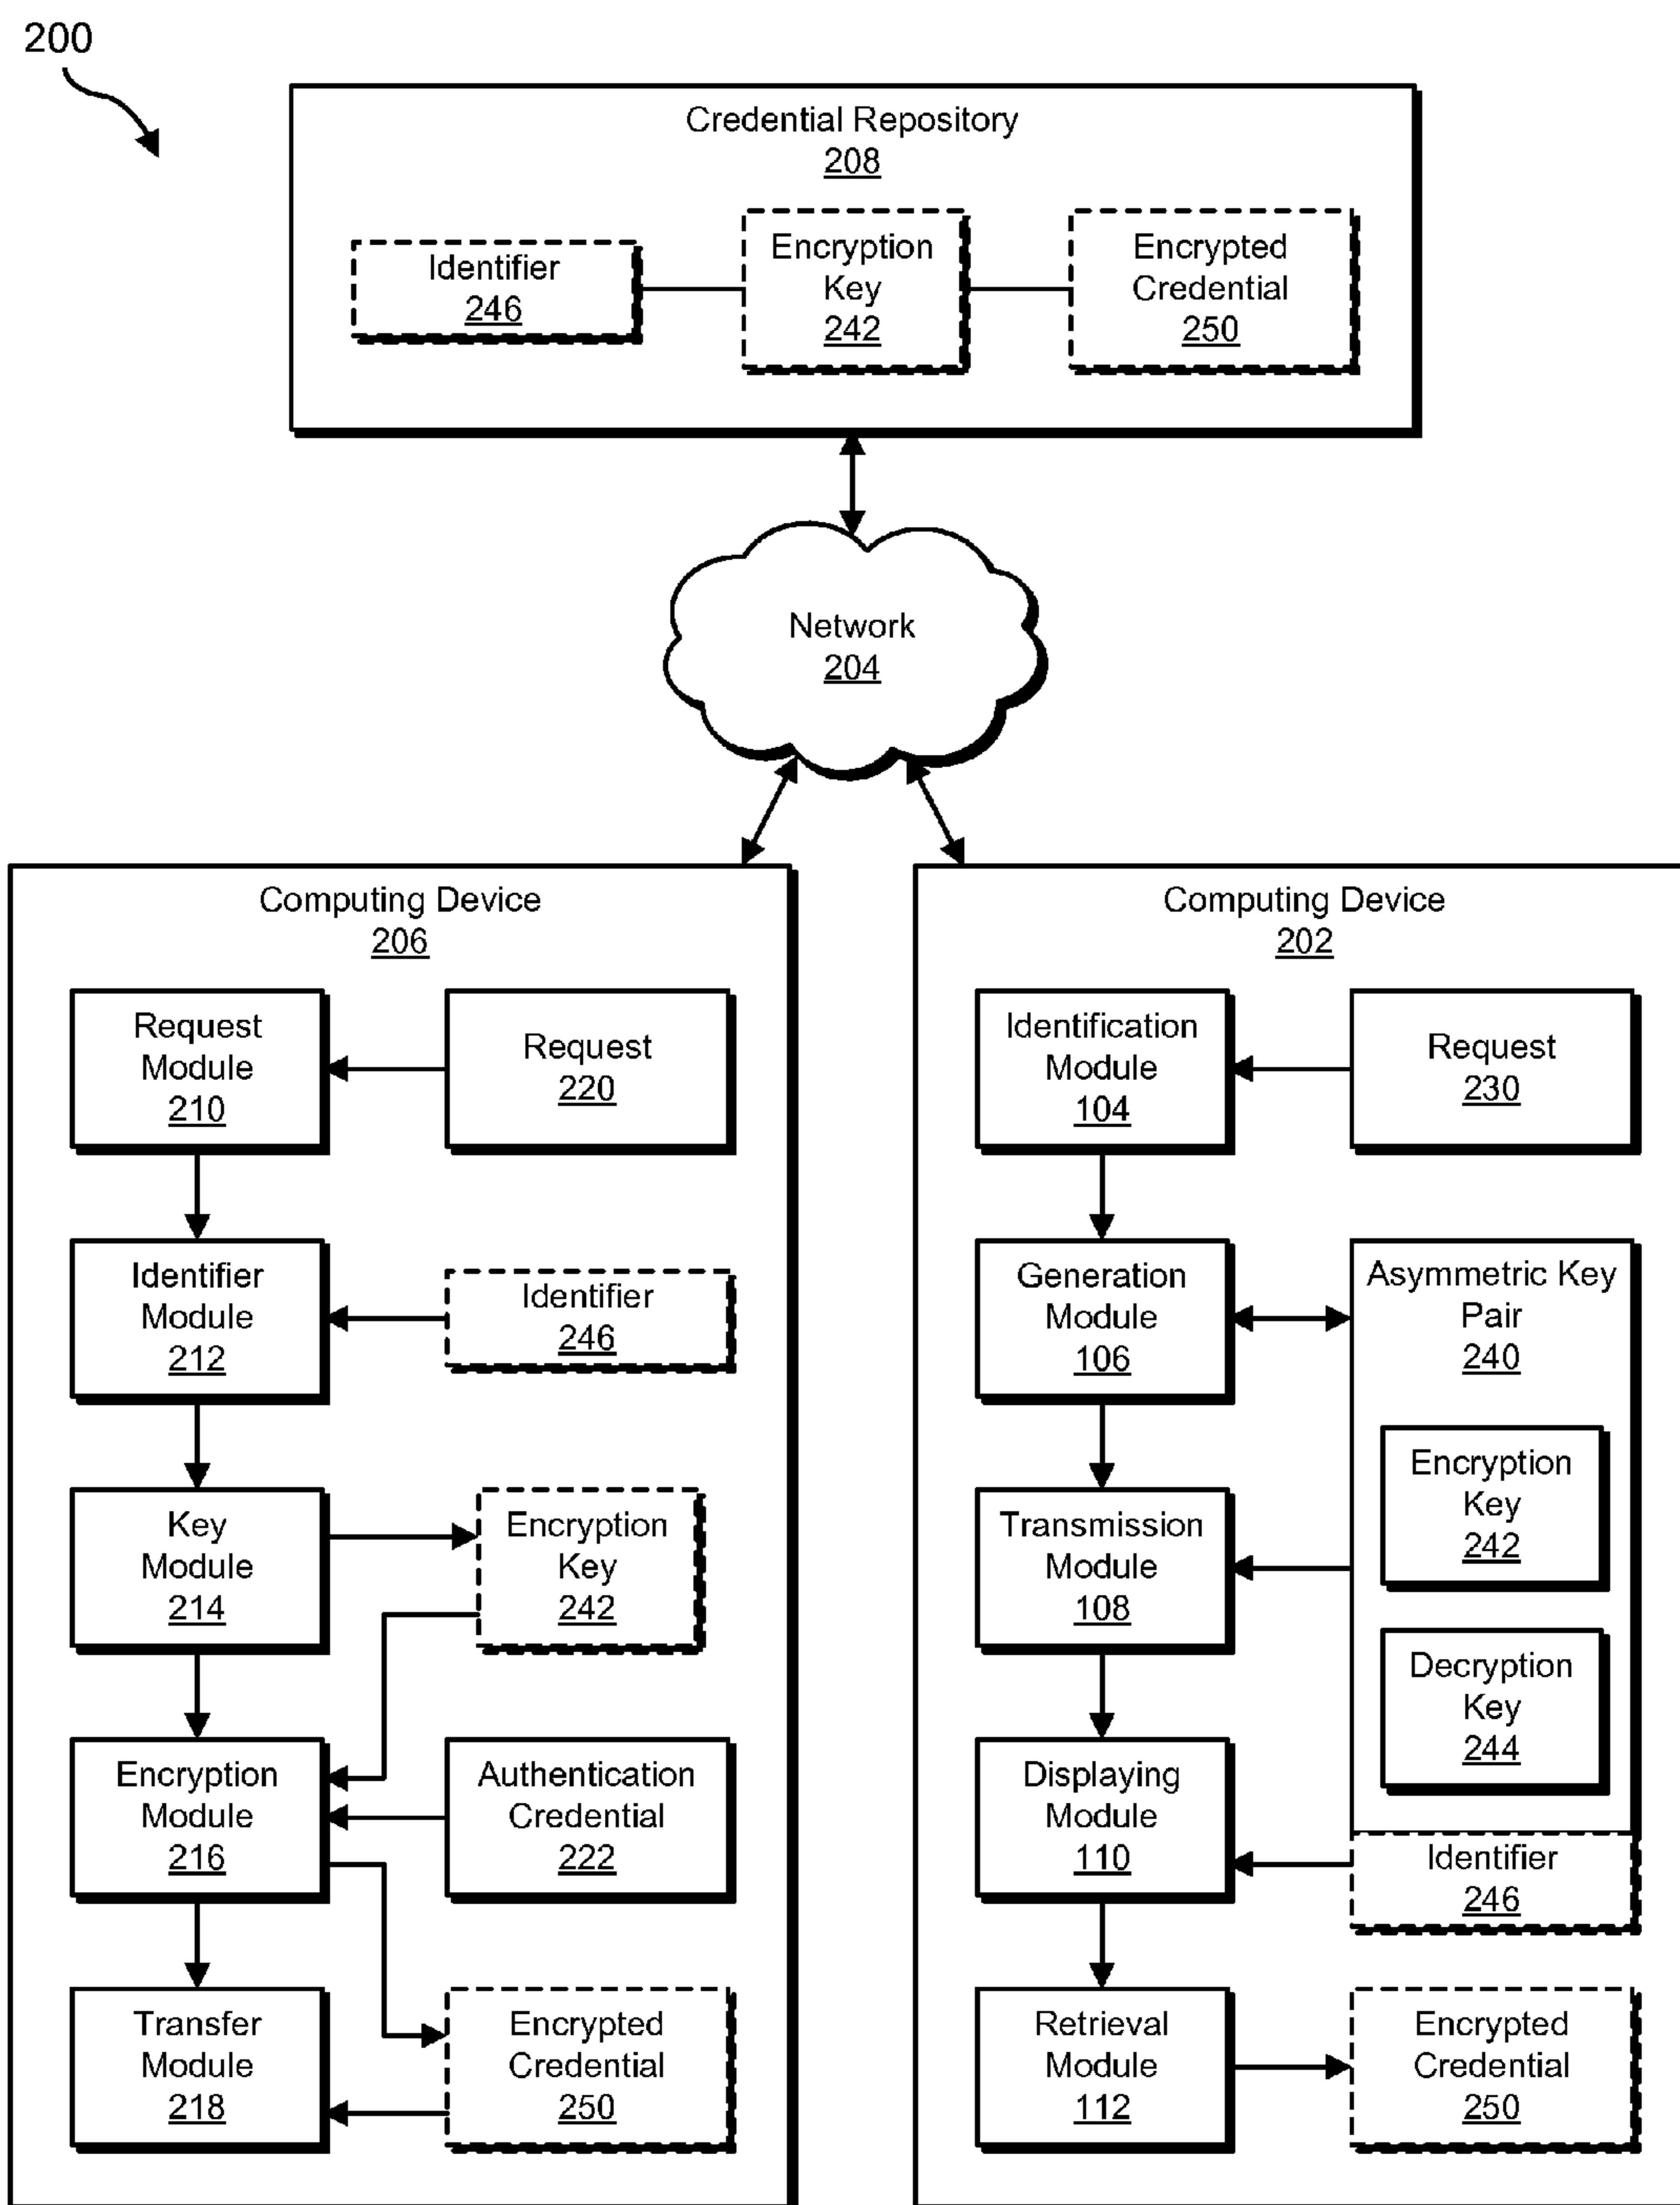 200
Credential Repository
208
Identifier
246
Encryption
Key
242
Encrypted
Credential
250
Network
204
Computing Device
206
Request
Module
210
Request
220
Identifier
Module
212
Identifier
246
Key
Module
214
Encryption
Key
242
Encryption
Module
216
Authentication
Credential
222
Transfer
Module
218
Encrypted
Credential
250
Computing Device
202
Identification
Module
104
Request
230
Generation
Module
106
Asymmetric Key
Pair
240
Encryption
Key
242
Transmission
Module
108
Decryption
Key
244
Displaying
Module
110
Identifier
246
Retrieval
Module
112
Encrypted
Credential
250